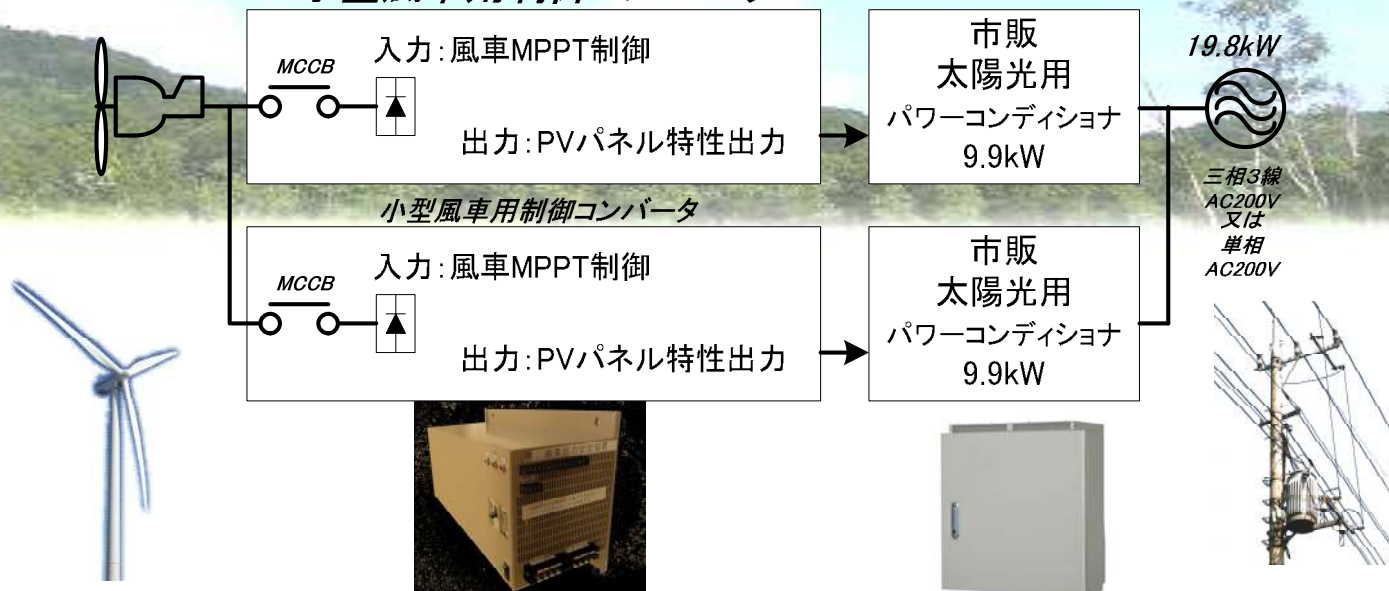 入力:風車MPPT制御
MCCB
出力:PVパネル特性出力
市販
太陽光用
パワーコンディショナ
9.9kW
19.8kW
三相3線
AC200V
又は
単相
AC200V
小型風車用制御コンバータ
入力:風車MPPT制御
MCCB
出力:PVパネル特性出力
市販
太陽光用
パワーコンディショナ
9.9kW